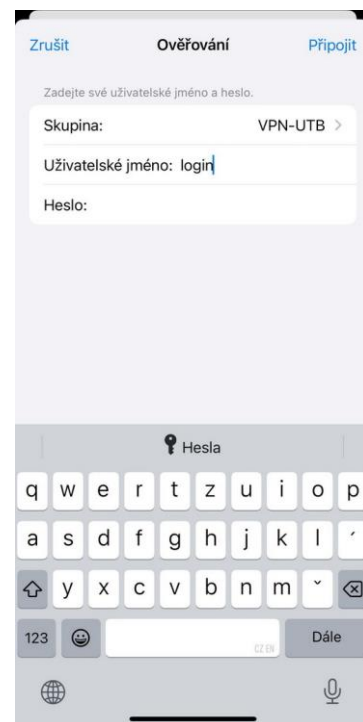 Zrušit Ověřování Připojit
Zadejte své uživatelské jméno a heslo.
Skupina: VPN-UTB >
Uživatelské jméno: login
Heslo:
Hesla
q w e r t z u i o p
a s d f g h j k l ´
y x c v b n m ˇ
123 CZ EN Dále